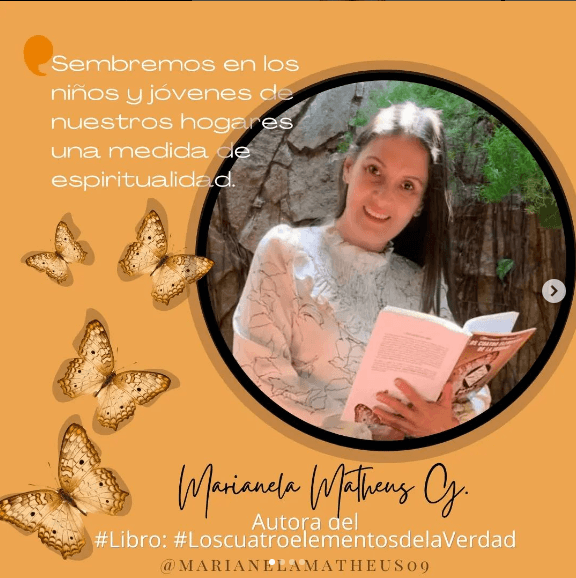 Sembremos en los
niños y jóvenes de
nuestros hogares
una medida de
espiritualidad.
Marianela Matheus G.
Autora del
#Libro: #LoscuatroelementosdelaVerdad
@MARIANELAMATHEUS09